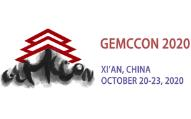 GEMCCON 2020
XI'AN, CHINA
OCTOBER 20-23, 2020